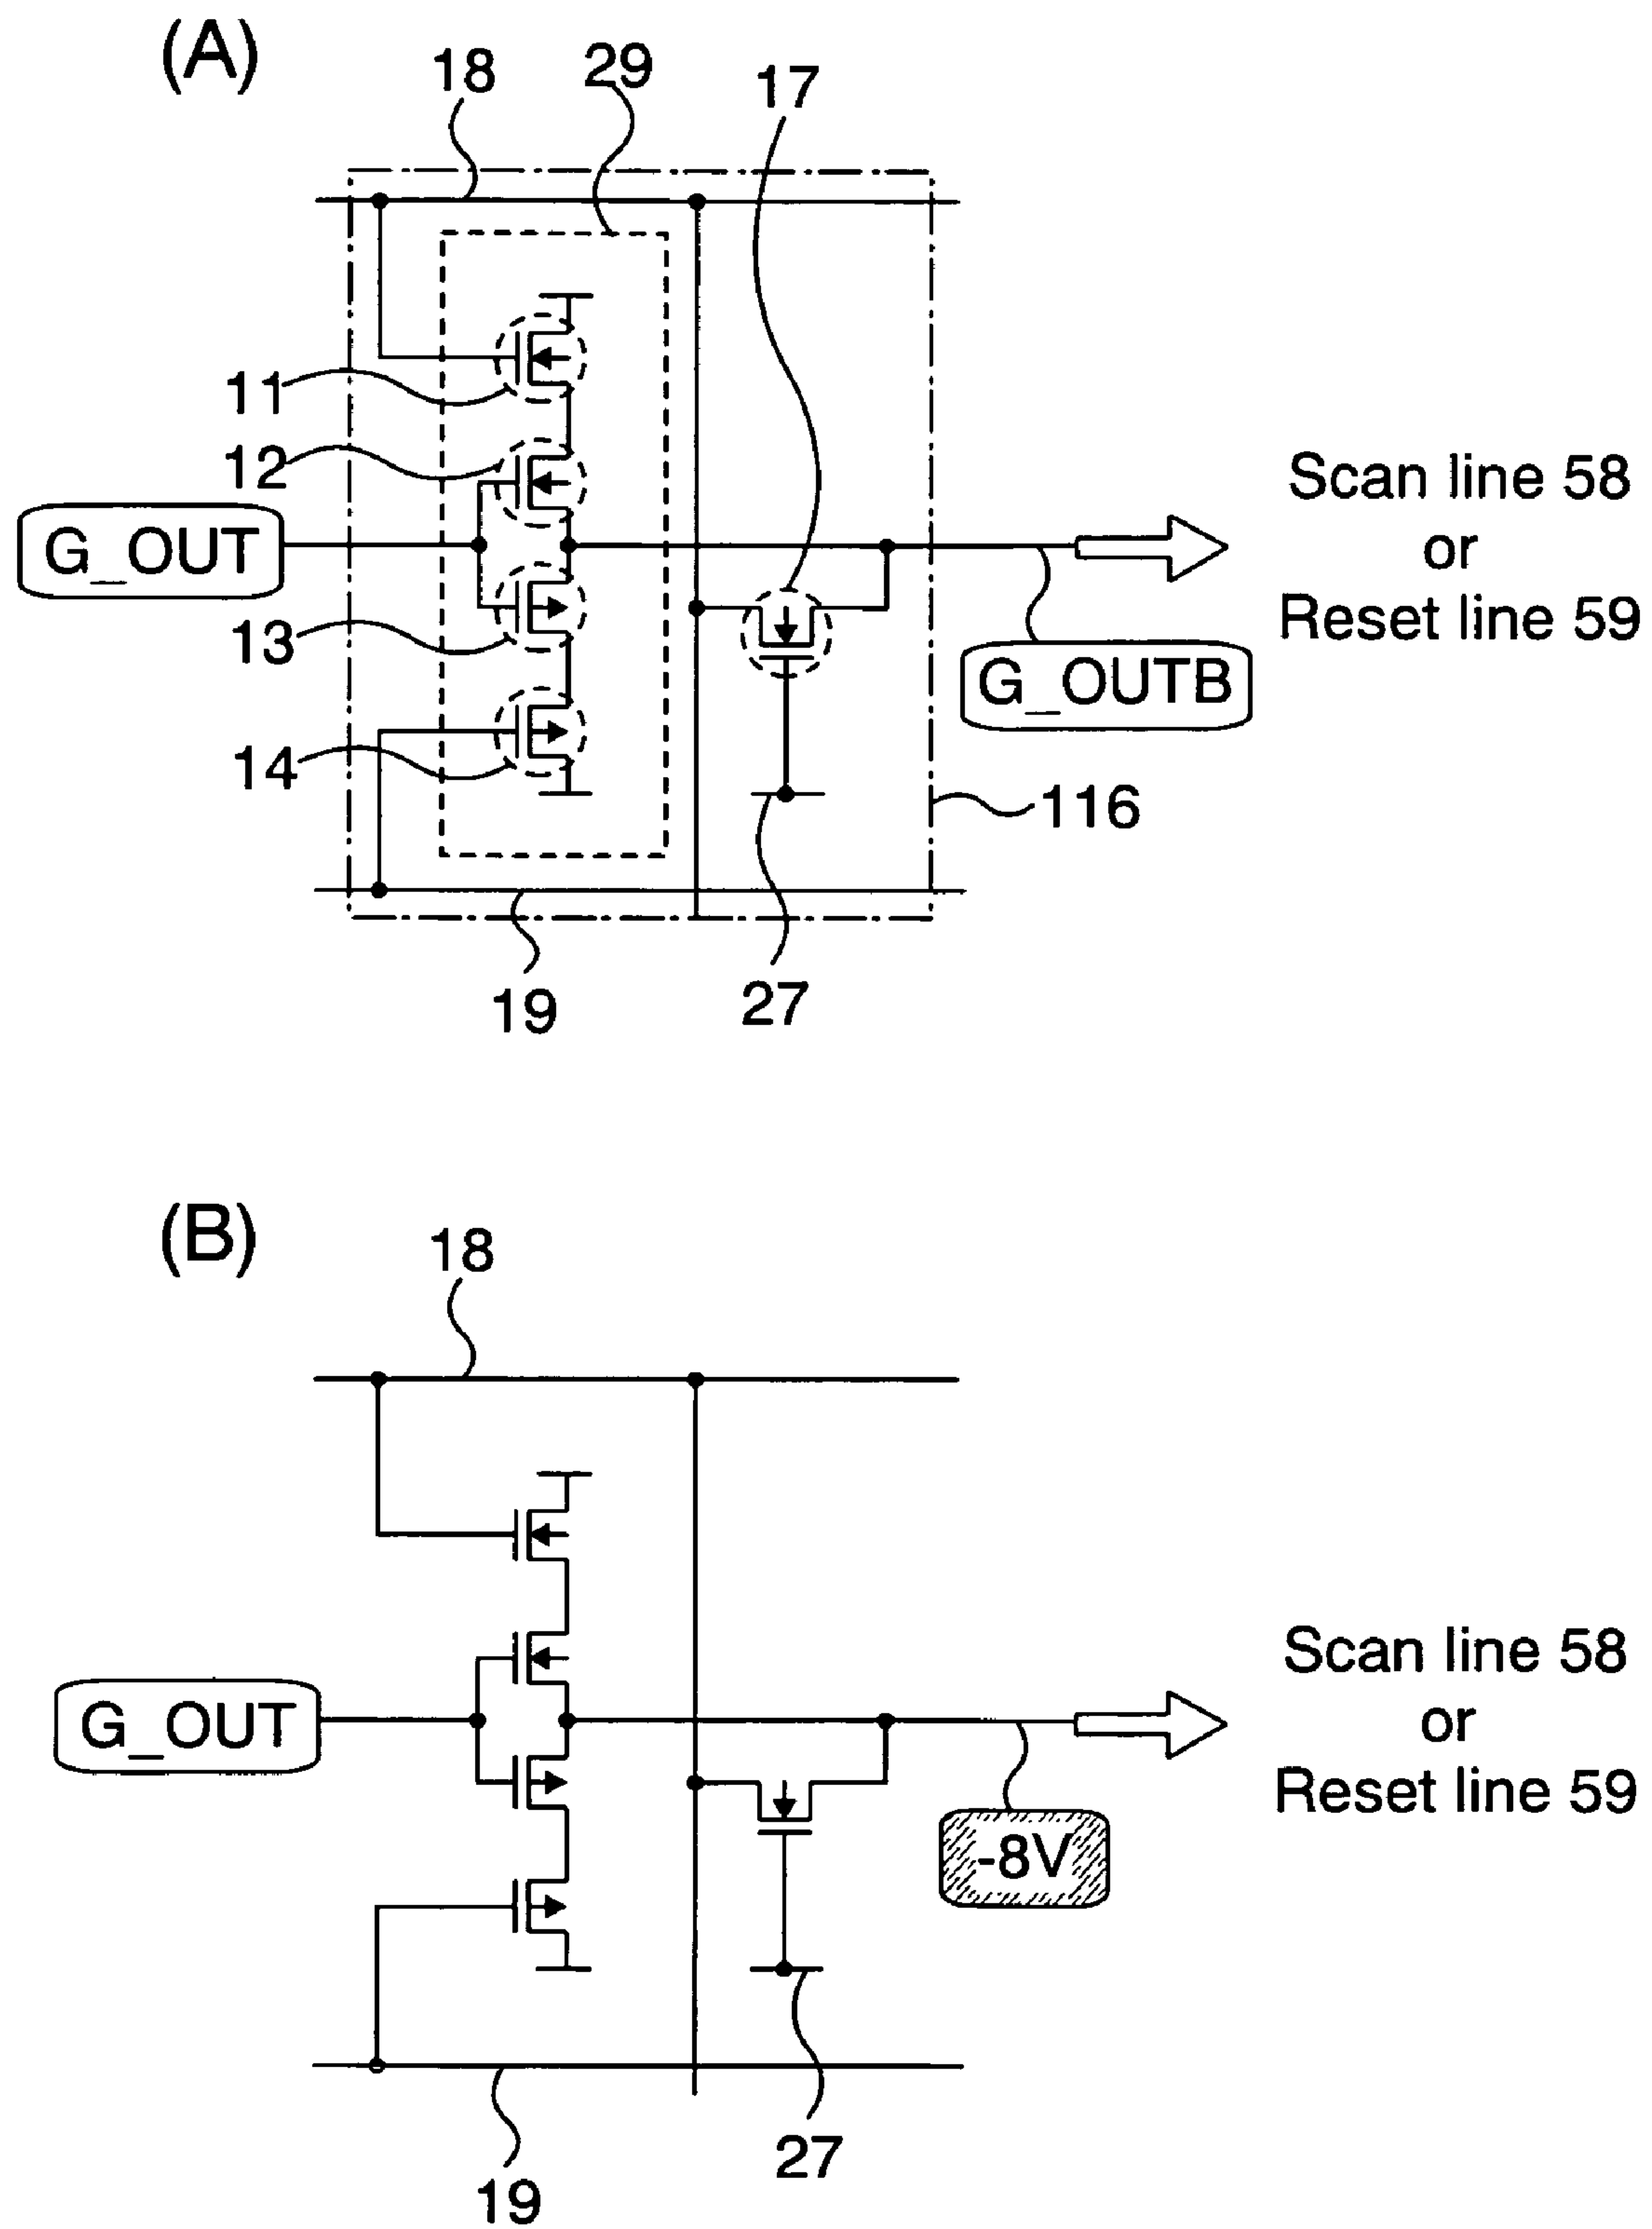 (A)
18
29
17
11
12
G_OUT
13
14
Scan line 58
or
Reset line 59
G_OUTB
116
19
27
(B)
18
G_OUT
Scan line 58
or
Reset line 59
-8V
27
19